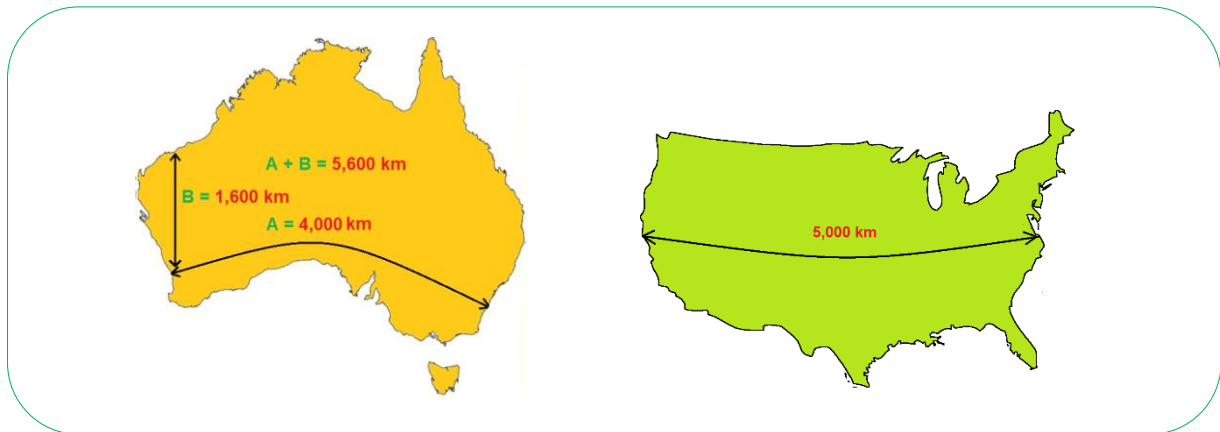 A + B = 5,600 km
B = 1,600 km
A = 4,000 km
5,000 km